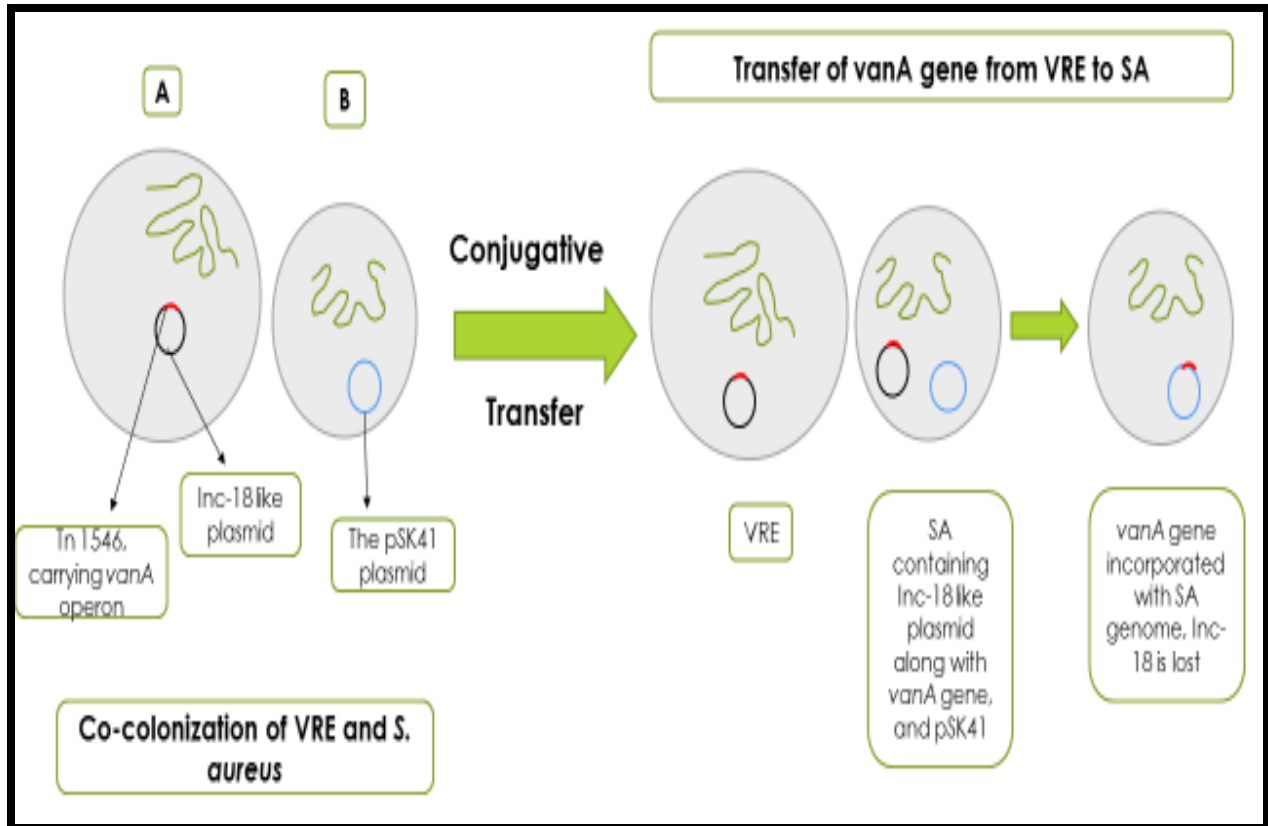 A
B
Transfer of vanA gene from VRE to SA
Conjugative
Transfer
Tn 1546,
carrying vanA
operon
Inc-18 like
plasmid
The pSK41
plasmid
Co-colonization of VRE and S.
aureus
VRE
SA
containing
Inc-18 like
plasmid
along with
vanA gene,
and pSK41
vanA gene
incorporated
with SA
genome, Inc-
18 is lost